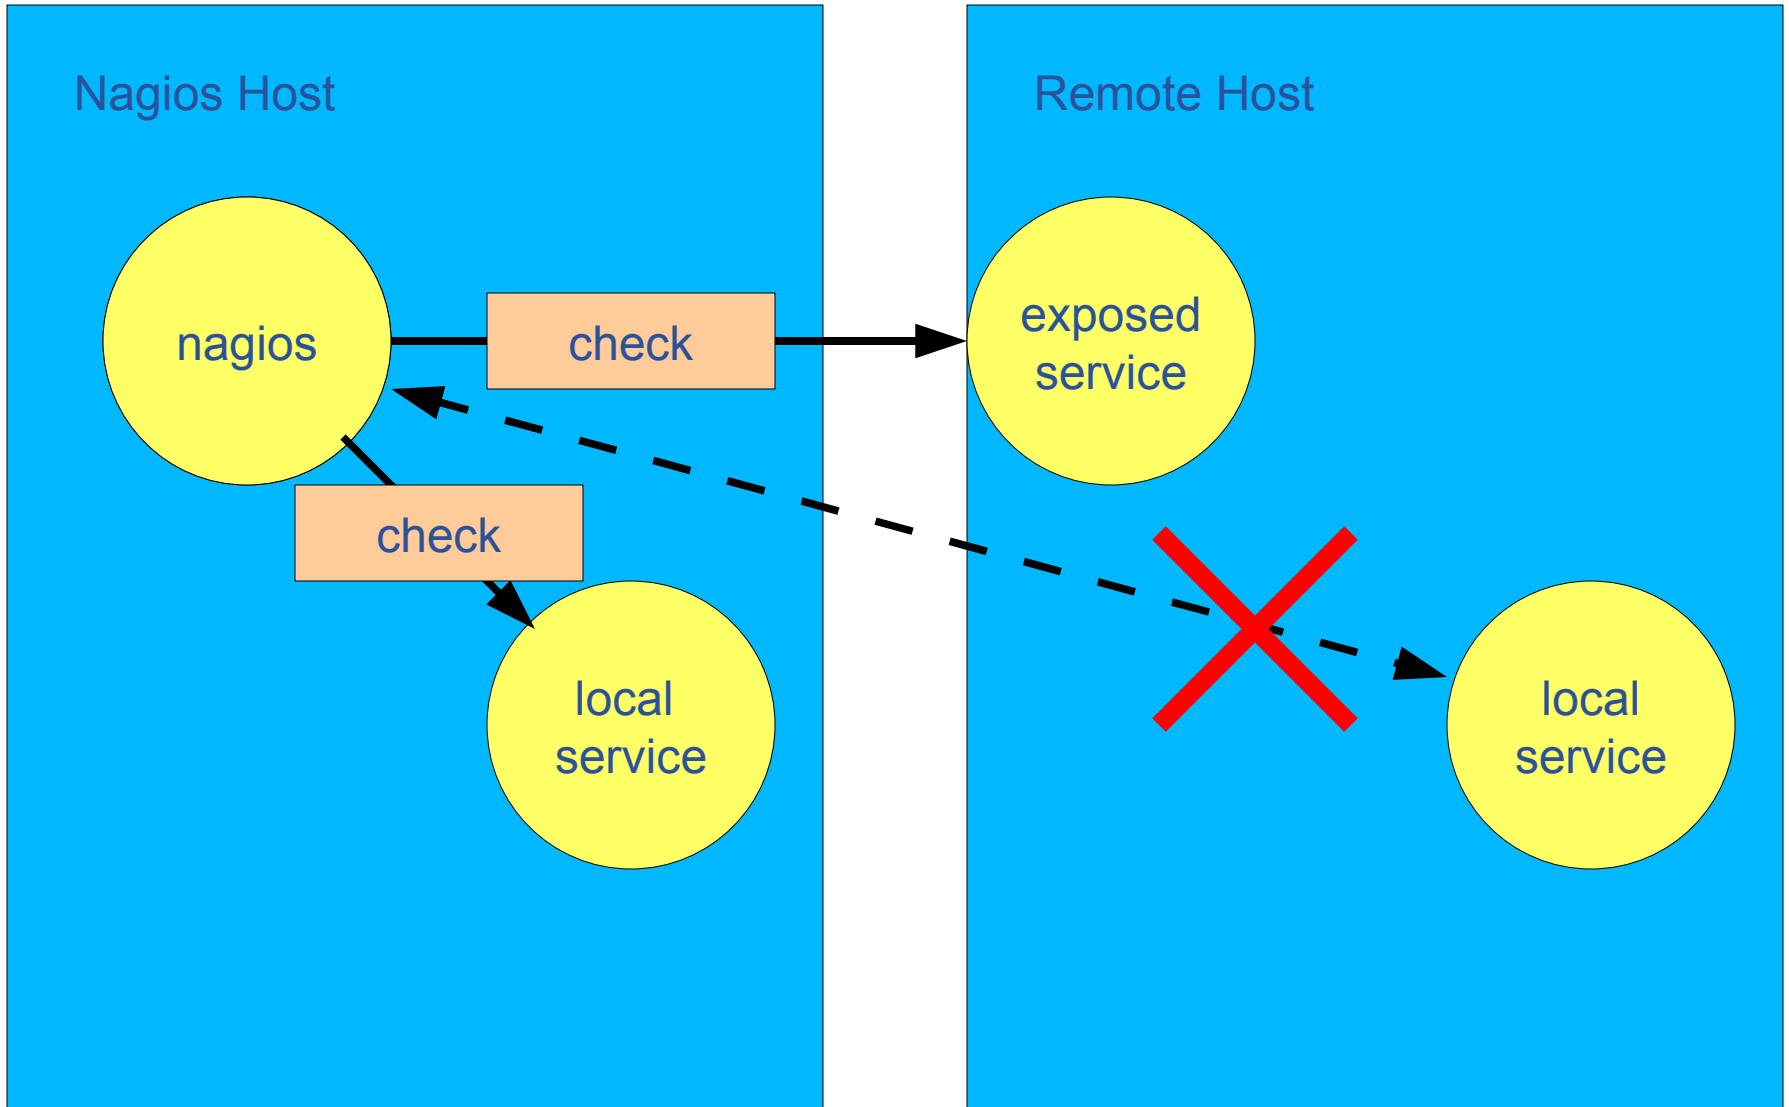 Nagios Host
Remote Host
nagios
check
exposed
service
check
local
service
local
service